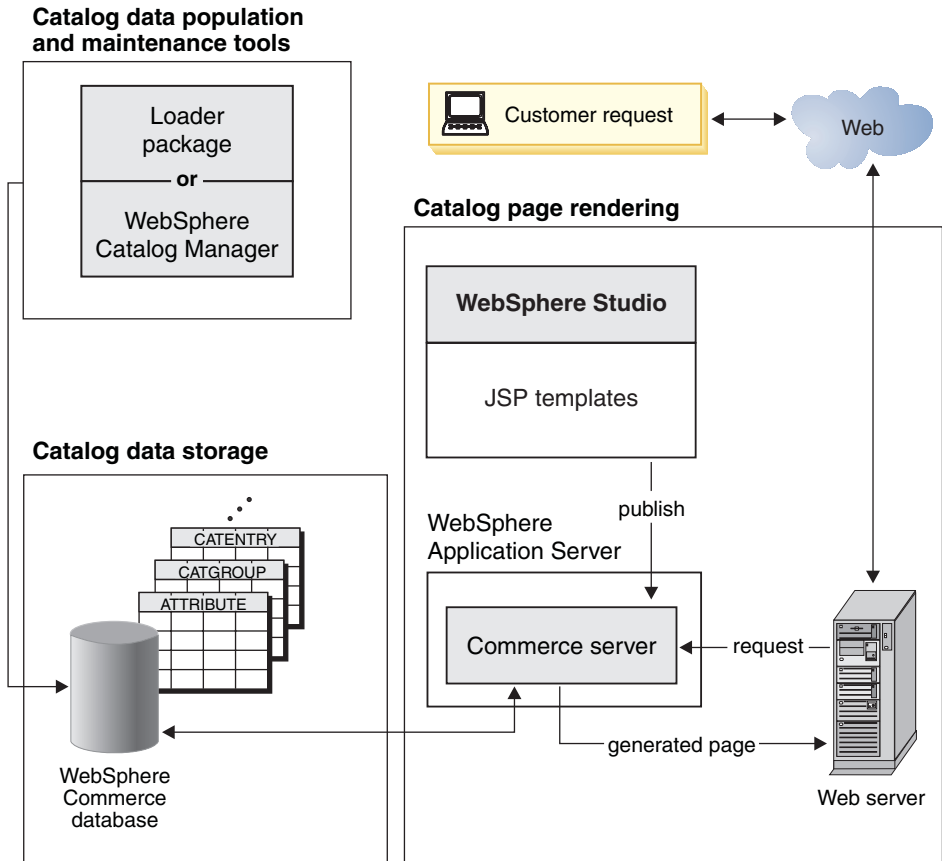 Catalog data population
and maintenance tools
Loader
package
or
WebSphere
Catalog Manager
Customer request
Web
Catalog page rendering
WebSphere Studio
JSP templates
publish
WebSphere
Application Server
Commerce server
request
generated page
Web server
Catalog data storage
CATENTRY
CATGROUP
ATTRIBUTE
WebSphere
Commerce
database